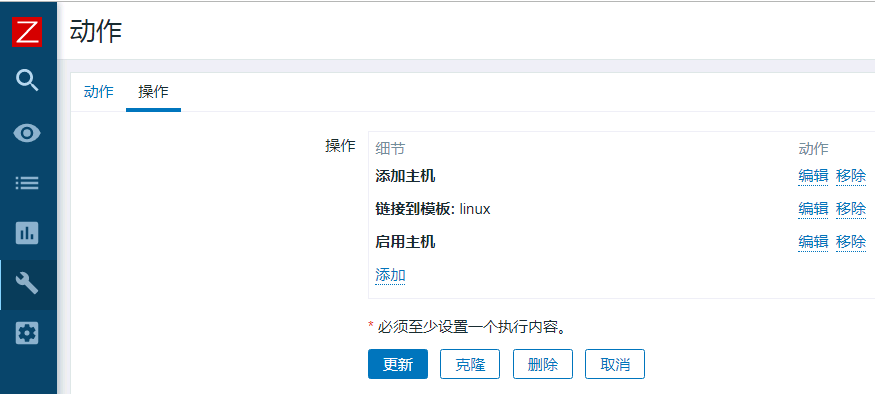 Z
动作
动作 操作
操作 细节 动作
添加主机 编辑 移除
链接到模板: linux 编辑 移除
启用主机 编辑 移除
添加
* 必须至少设置一个执行内容。
更新 克隆 删除 取消